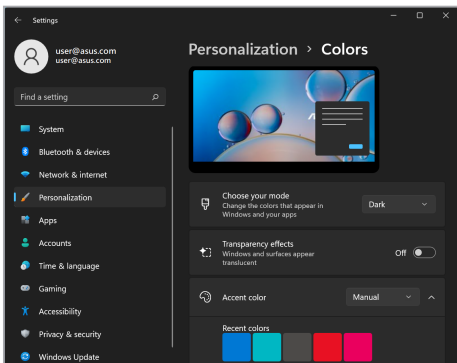 Settings
user@asus.com
user@asus.com
Find a setting
System
Bluetooth & devices
Network & internet
Personalization
Apps
Accounts
Time & language
Gaming
Accessibility
Privacy & security
Windows Update
Personalization > Colors
Choose your mode
Change the colors that appear in
Windows and your apps
Dark
Transparency effects
Windows and surfaces appear
translucent
Off
Accent color
Manual
Recent colors